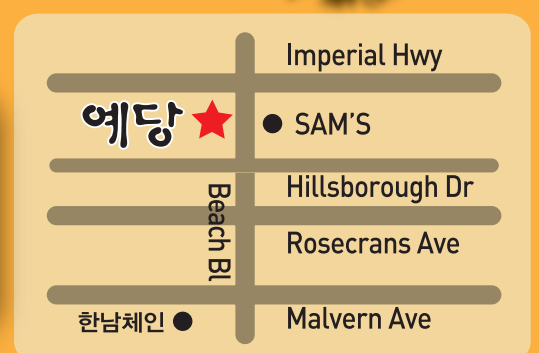 Imperial Hwy
예당
SAM'S
Hillsborough Dr
Beach Bl
Rosecrans Ave
한남체인
Malvern Ave